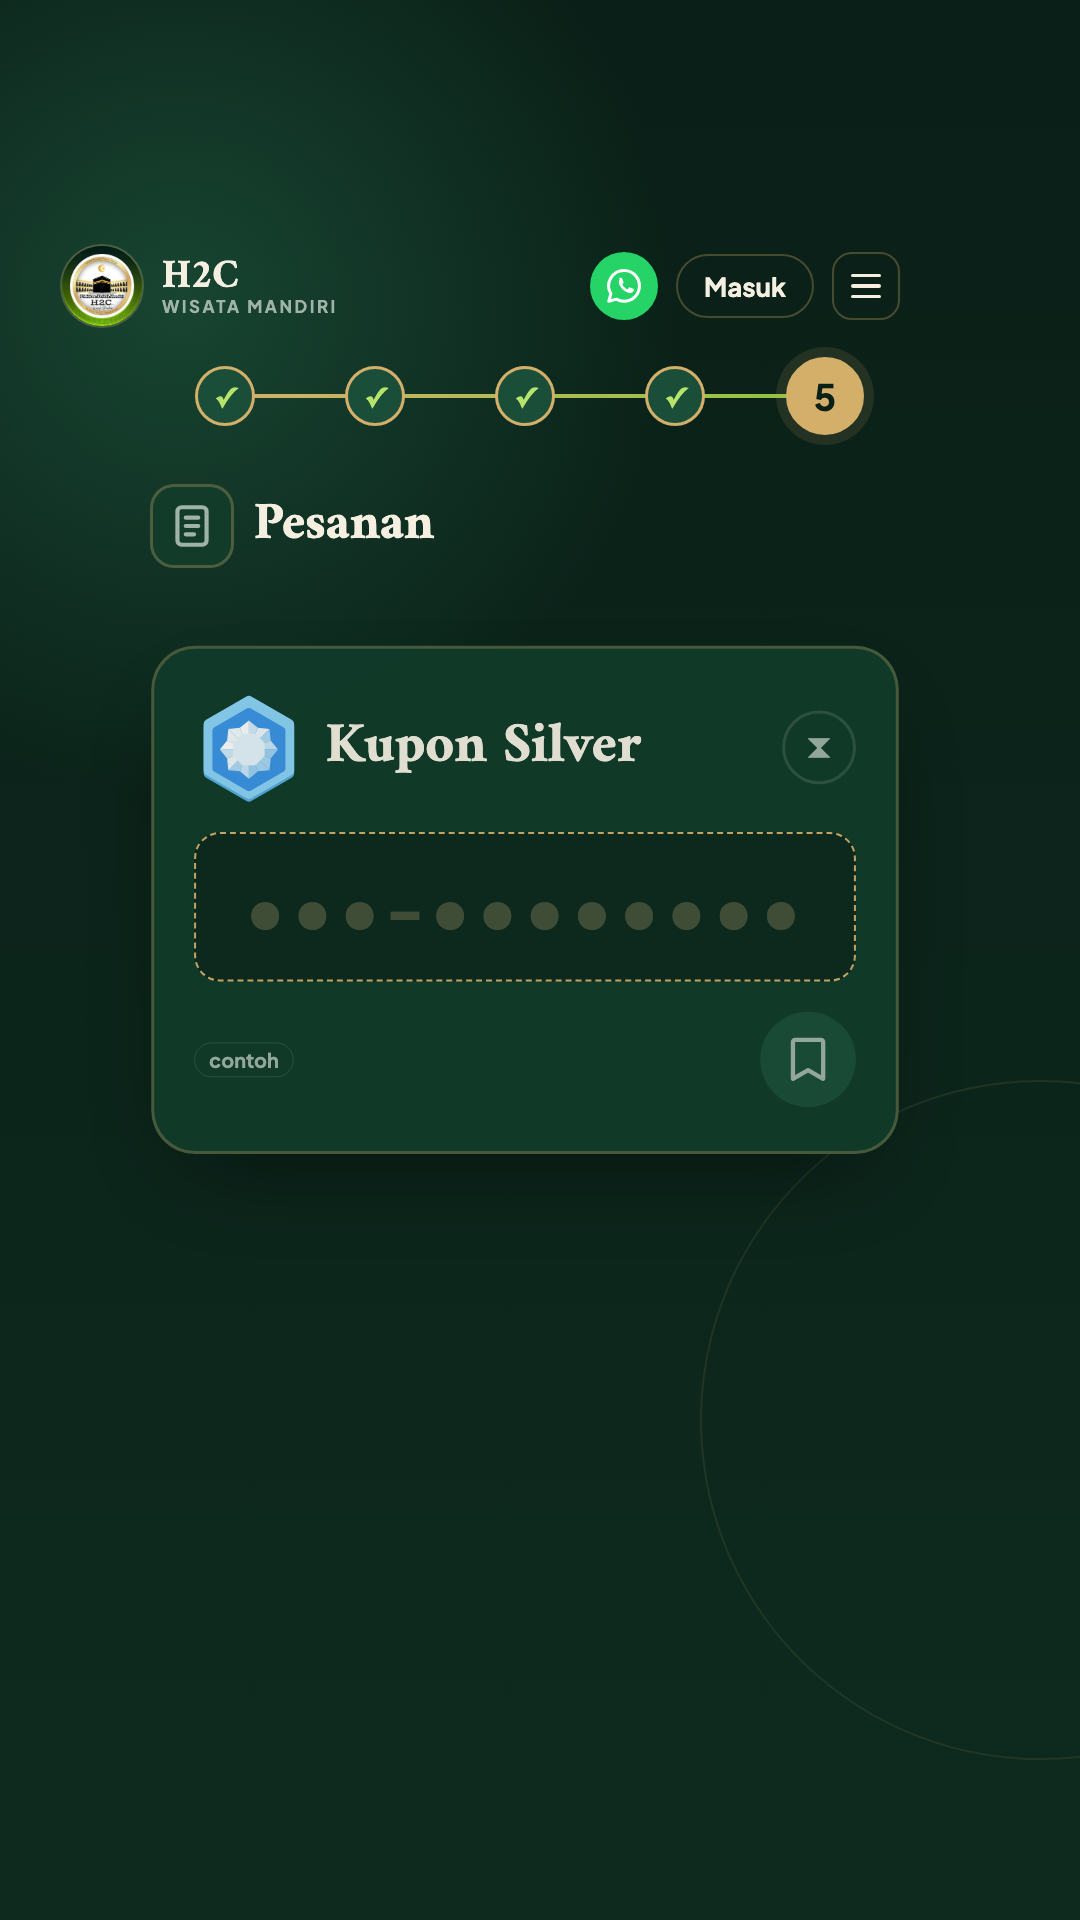 H2C
WISATA MANDIRI
Masuk
5
Pesanan
Kupon Silver
contoh